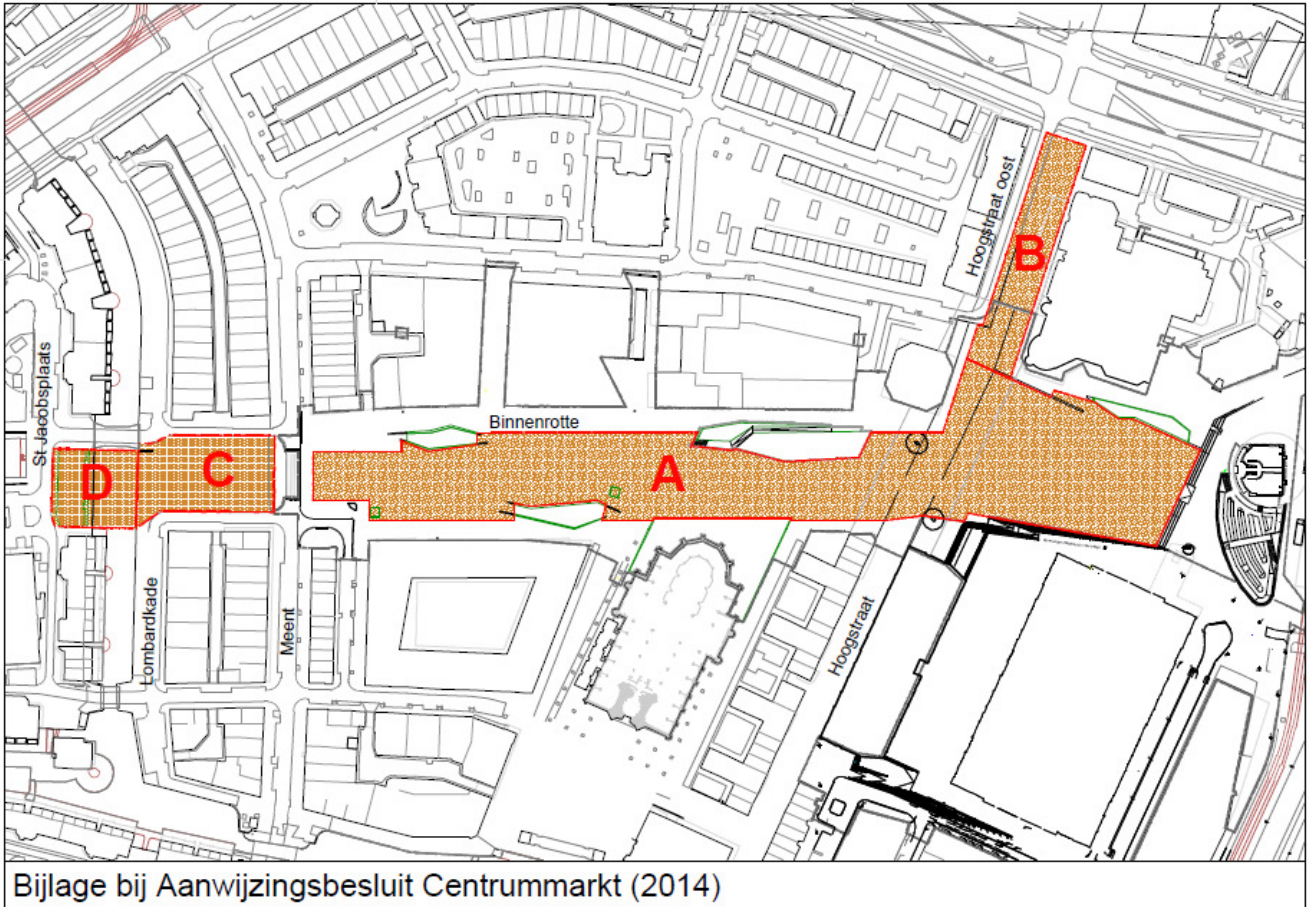 Hoogstraat oost
B
Binnenrotte
St Jacobsplaats
D
C
A
Lombardkade
Meent
Hoogstraat
Bijlage bij Aanwijzingsbesluit Centrummarkt (2014)